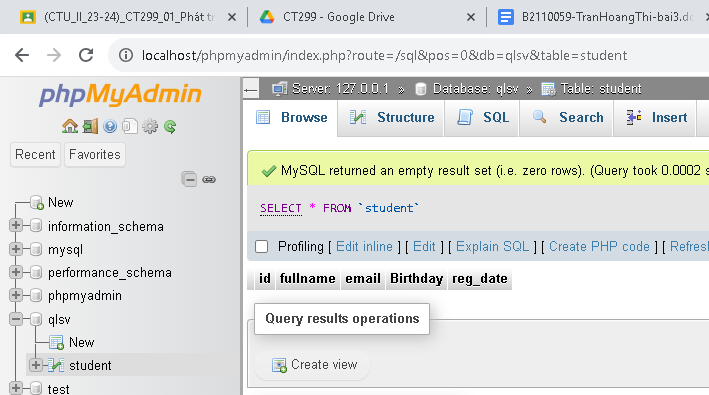 (CTU_II_23-24)_CT299_01_Phát tr
CT299 - Google Drive
B2110059-TranHoangThi-bai3.do
localhost/phpmyadmin/index.php?route=/sql&pos=0&db=qlsv&table=student
phpMyAdmin
Recent Favorites
New
information_schema
mysql
performance_schema
phpmyadmin
qlsv
New
student
test
Server: 127.0.0.1 » Database: qlsv » Table: student
Browse Structure SQL Search Insert
MySQL returned an empty result set (i.e. zero rows). (Query took 0.0002 s
SELECT * FROM `student`
Profiling [ Edit inline ] [ Edit ] [ Explain SQL ] [ Create PHP code ] [ Refres
id fullname email Birthday reg_date
Query results operations
Create view